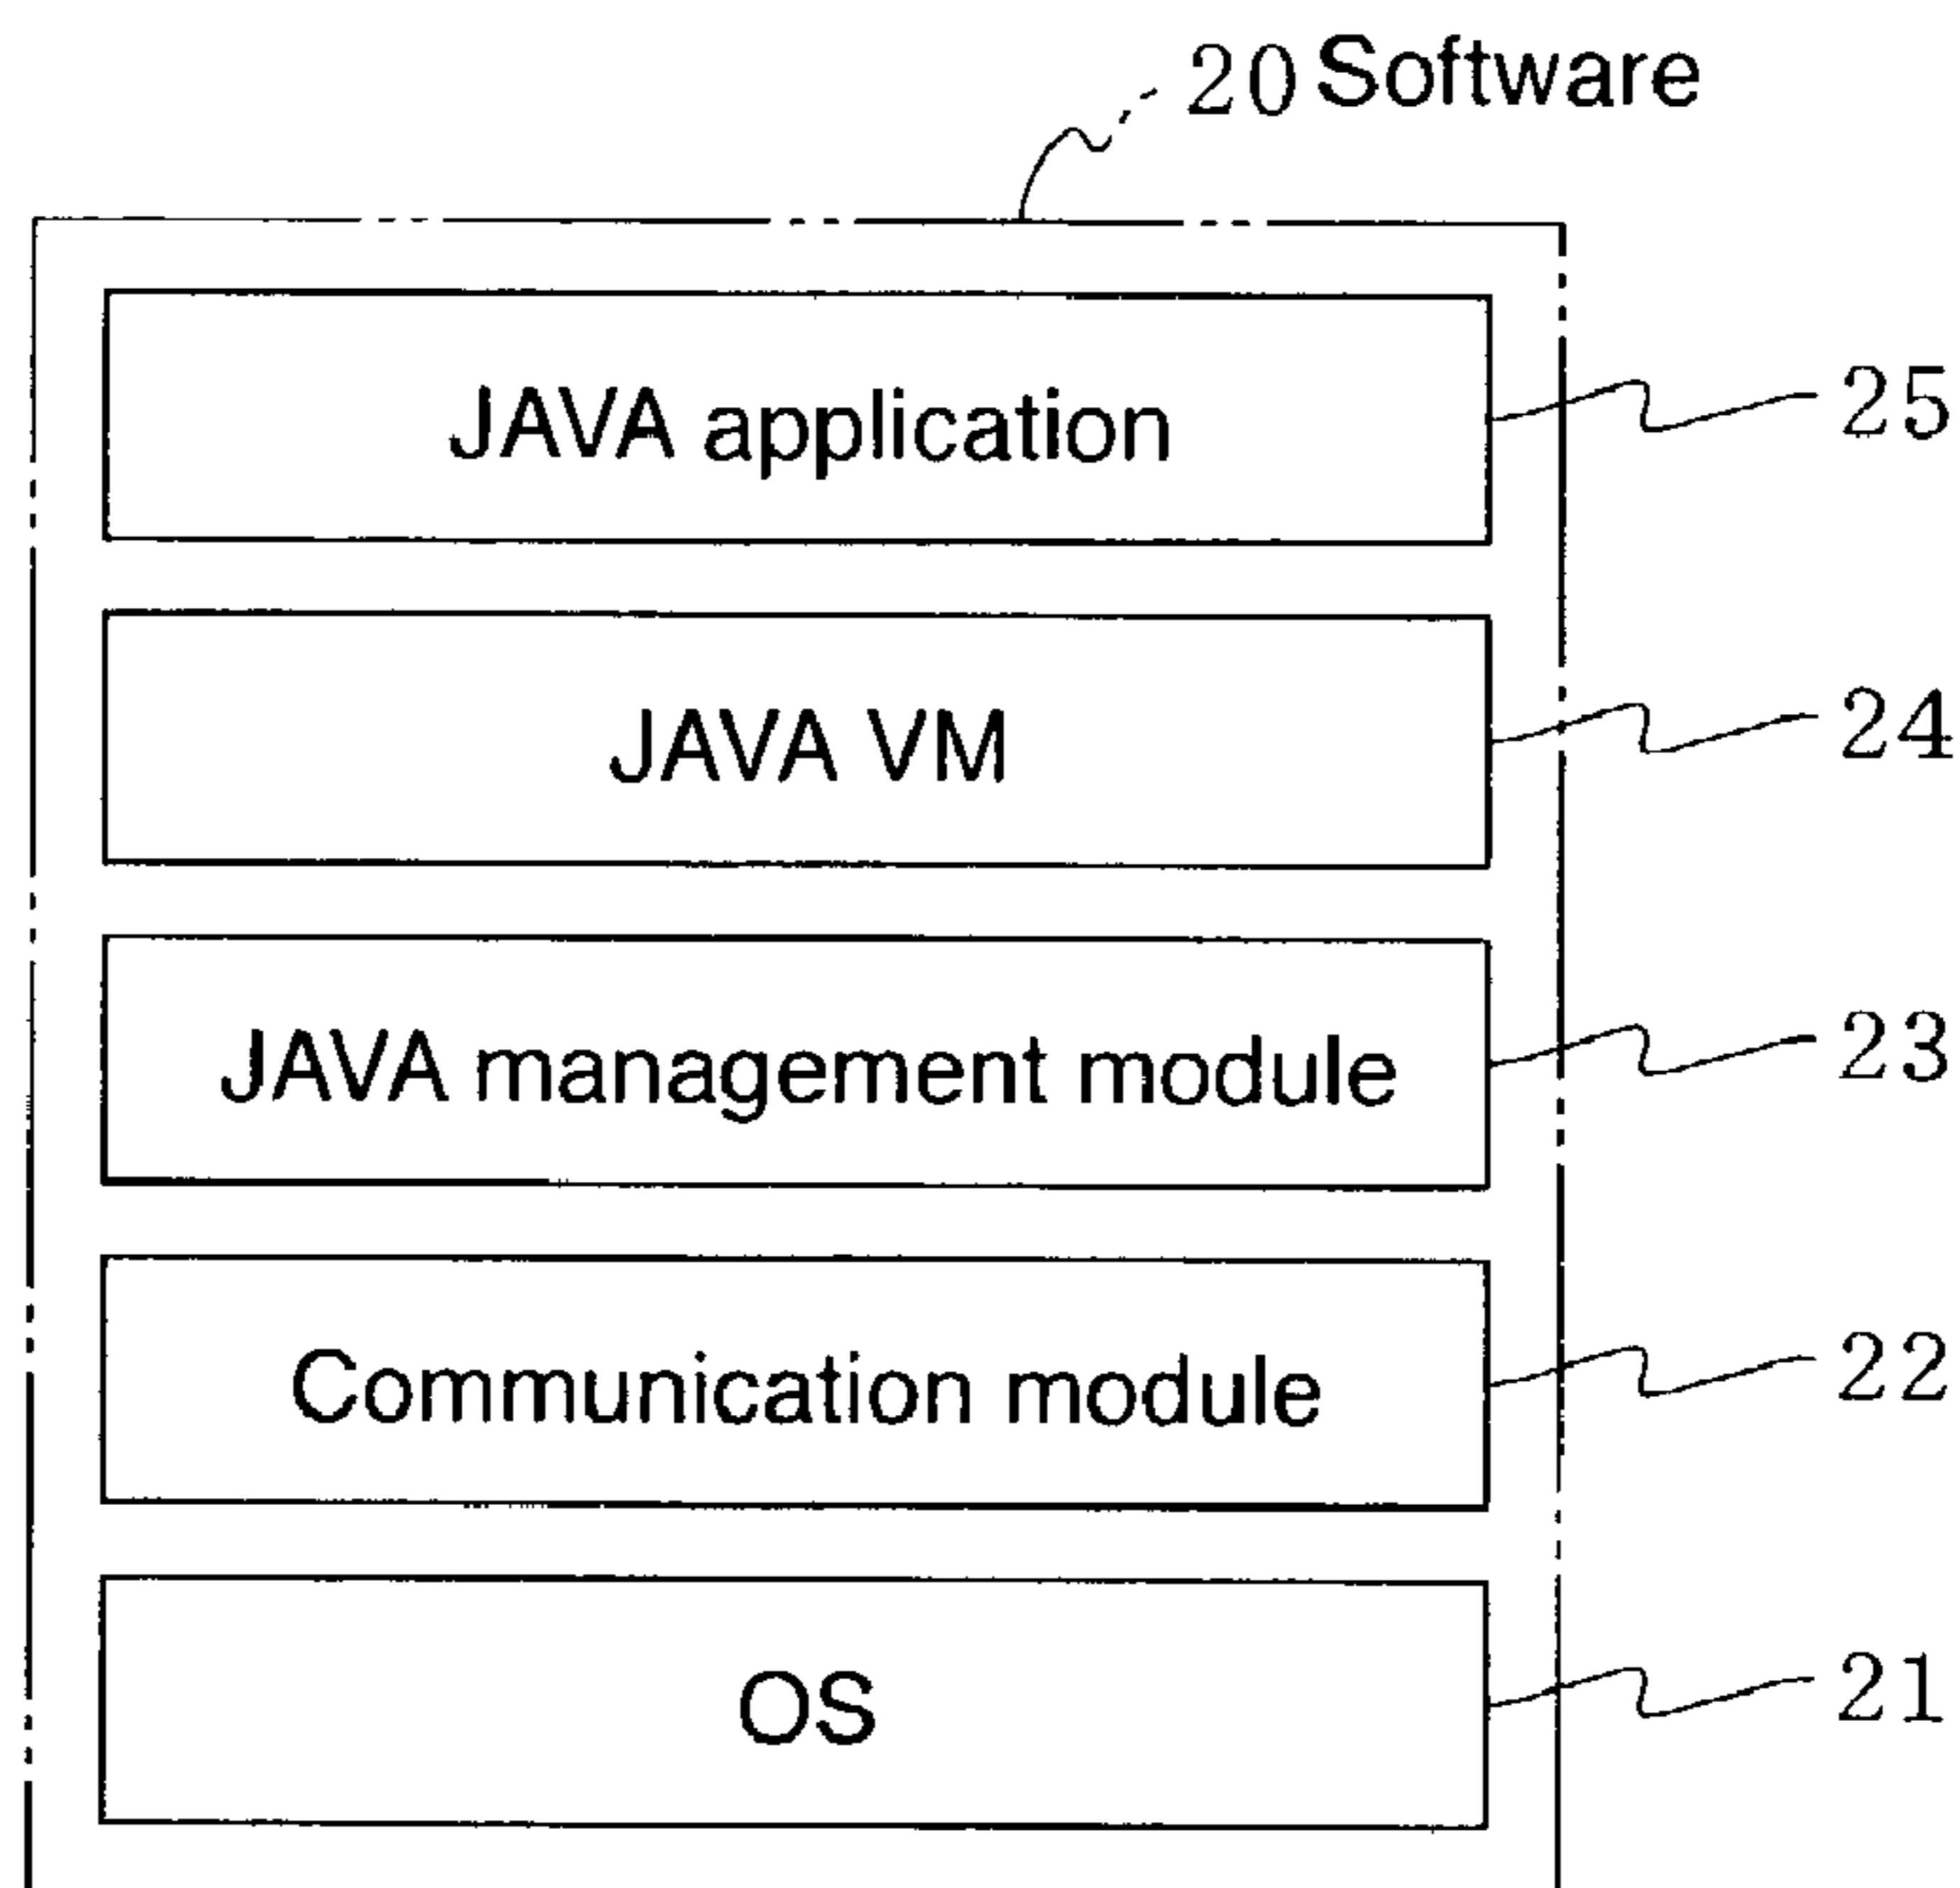 20 Software
JAVA application 25
JAVA VM 24
JAVA management module 23
Communication module 22
OS 21